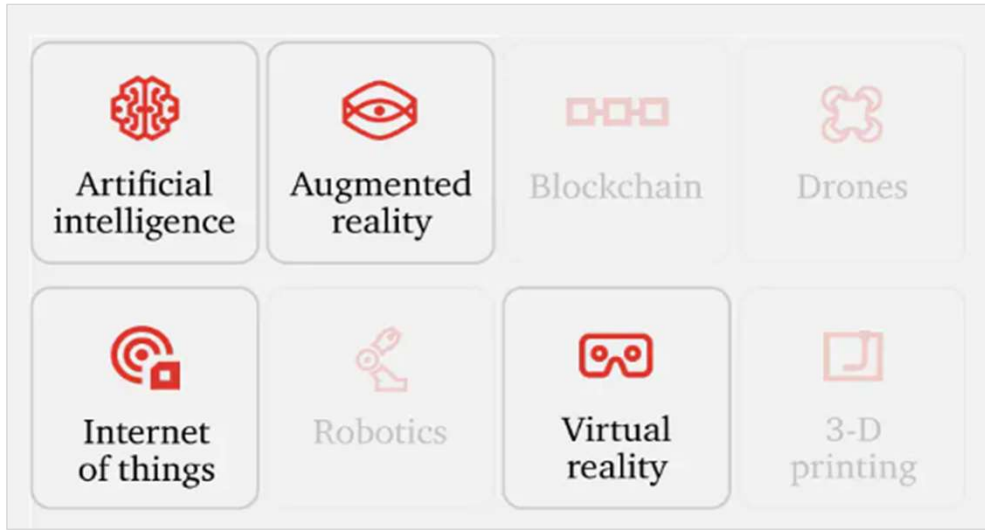 Artificial
intelligence
Augmented
reality
Blockchain
Drones
Internet
of things
Robotics
Virtual
reality
3-D
printing